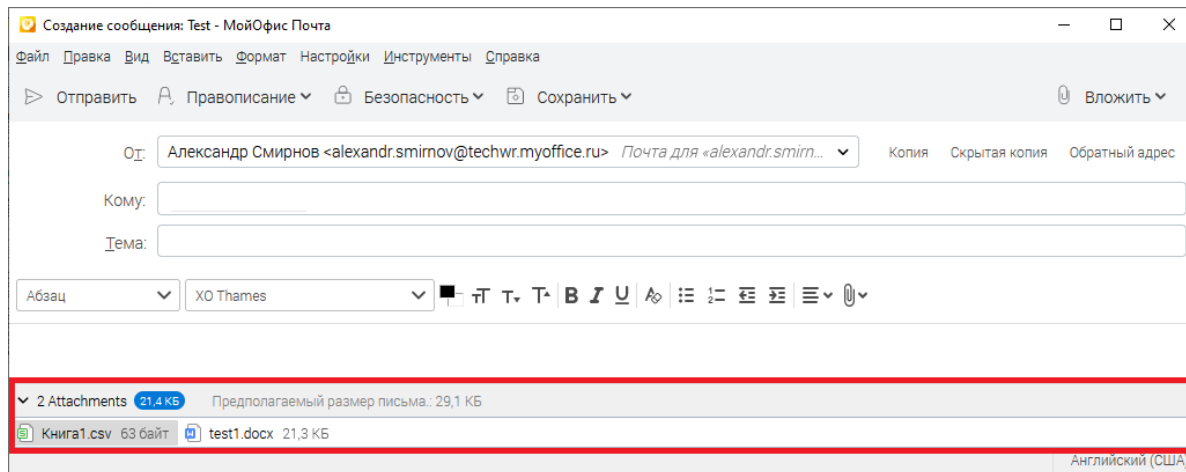 Создание сообщения: Test - МойОфис Почта
Файл Правка Вид Вставить Формат Настройки Инструменты Справка
Отправить Правописание Безопасность Сохранить Вложить
От: Александр Смирнов <alexandr.smirnov@techwr.myoffice.ru> Почта для «alexandr.smirn... Копия Скрытая копия Обратный адрес
Кому:
Тема:
Абзац XO Thames
2 Attachments 21,4 КБ Предполагаемый размер письма.: 29,1 КБ
Книга1.csv 63 байт test1.docx 21,3 КБ
Английский (США